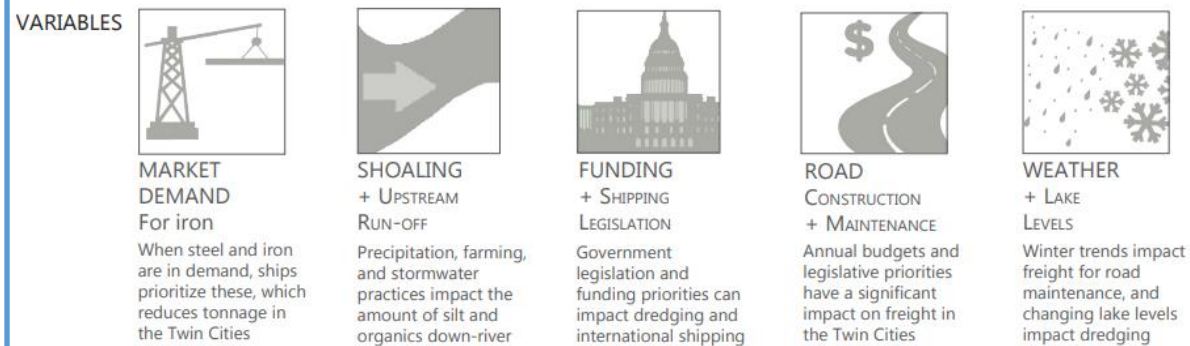 VARIABLES
MARKET
DEMAND
For iron
When steel and iron
are in demand, ships
prioritize these, which
reduces tonnage in
the Twin Cities
SHOALING
+ UPSTREAM
RUN-OFF
Precipitation, farming,
and stormwater
practices impact the
amount of silt and
organics down-river
FUNDING
+ SHIPPING
LEGISLATION
Government
legislation and
funding priorities can
impact dredging and
international shipping
$
ROAD
CONSTRUCTION
+ MAINTENANCE
Annual budgets and
legislative priorities
have a significant
impact on freight in
the Twin Cities
WEATHER
+ LAKE
LEVELS
Winter trends impact
freight for road
maintenance, and
changing lake levels
impact dredging